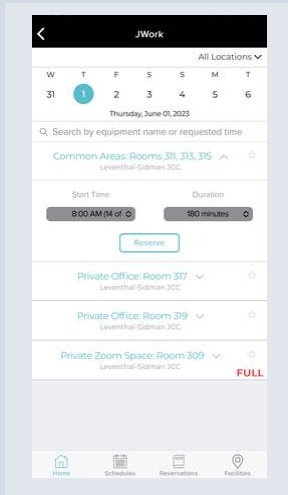 JWork
All Locations
W T F S S M T
31 1 2 3 4 5 6
Thursday, June 01, 2023
Search by equipment name or requested time
Common Areas: Rooms 311, 313, 315
Leventhal-Sidman JCC
Start Time Duration
8:00 AM (14 of 180 minutes
Reserve
Private Office: Room 317
Leventhal-Sidman JCC
Private Office: Room 319
Leventhal-Sidman JCC
Private Zoom Space: Room 309
Leventhal-Sidman JCC
FULL
Home Schedules Reservations Facilities